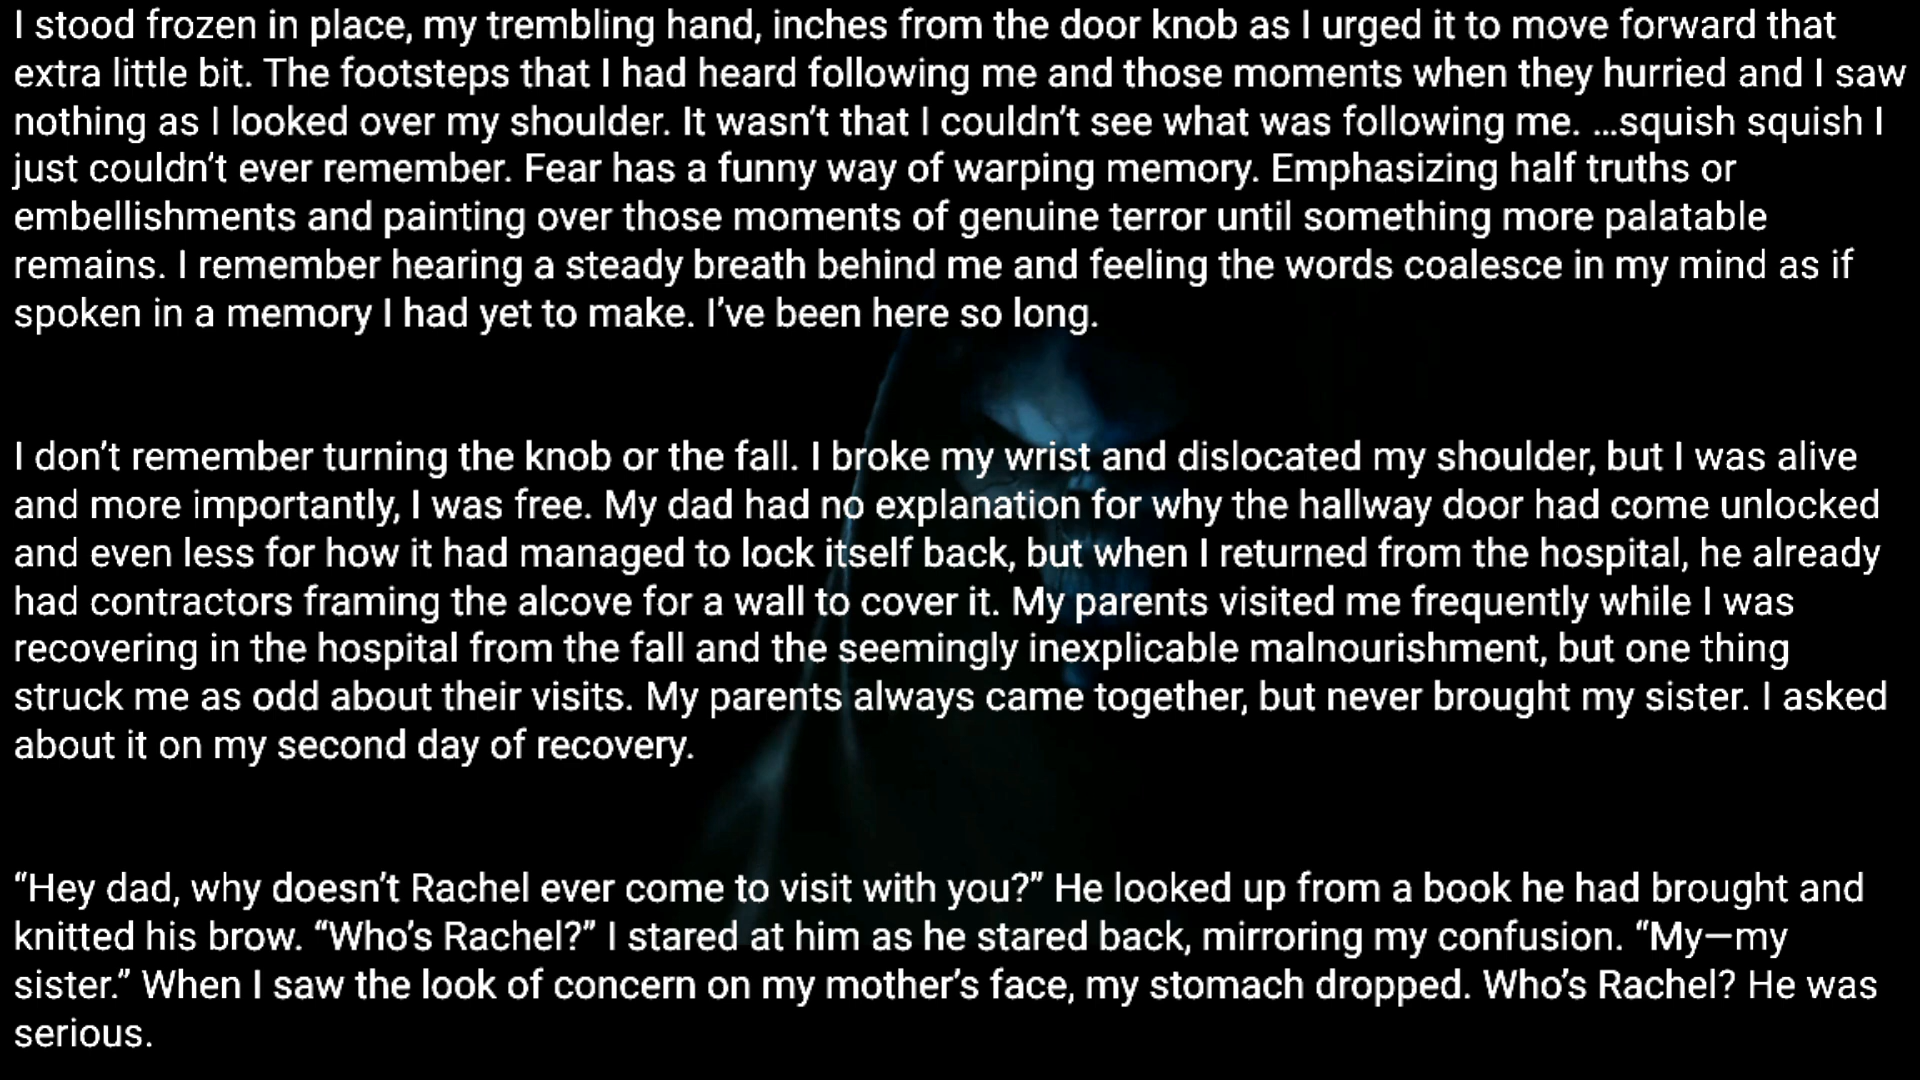 I stood frozen in place, my trembling hand, inches from the door knob as I urged it to move forward that
extra little bit. The footsteps that I had heard following me and those moments when they hurried and I saw
nothing as I looked over my shoulder. It wasn’t that I couldn’t see what was following me. ...squish squish I
just couldn’t ever remember. Fear has a funny way of warping memory. Emphasizing half truths or
embellishments and painting over those moments of genuine terror until something more palatable
remains. I remember hearing a steady breath behind me and feeling the words coalesce in my mind as if
spoken in a memory I had yet to make. I’ve been here so long.
I don’t remember turning the knob or the fall. I broke my wrist and dislocated my shoulder, but I was alive
and more importantly, I was free. My dad had no explanation for why the hallway door had come unlocked
and even less for how it had managed to lock itself back, but when I returned from the hospital, he already
had contractors framing the alcove for a wall to cover it. My parents visited me frequently while I was
recovering in the hospital from the fall and the seemingly inexplicable malnourishment, but one thing
struck me as odd about their visits. My parents always came together, but never brought my sister. I asked
about it on my second day of recovery.
“Hey dad, why doesn’t Rachel ever come to visit with you?” He looked up from a book he had brought and
knitted his brow. “Who’s Rachel?” I stared at him as he stared back, mirroring my confusion. “My—my
sister.” When I saw the look of concern on my mother’s face, my stomach dropped. Who’s Rachel? He was
serious.